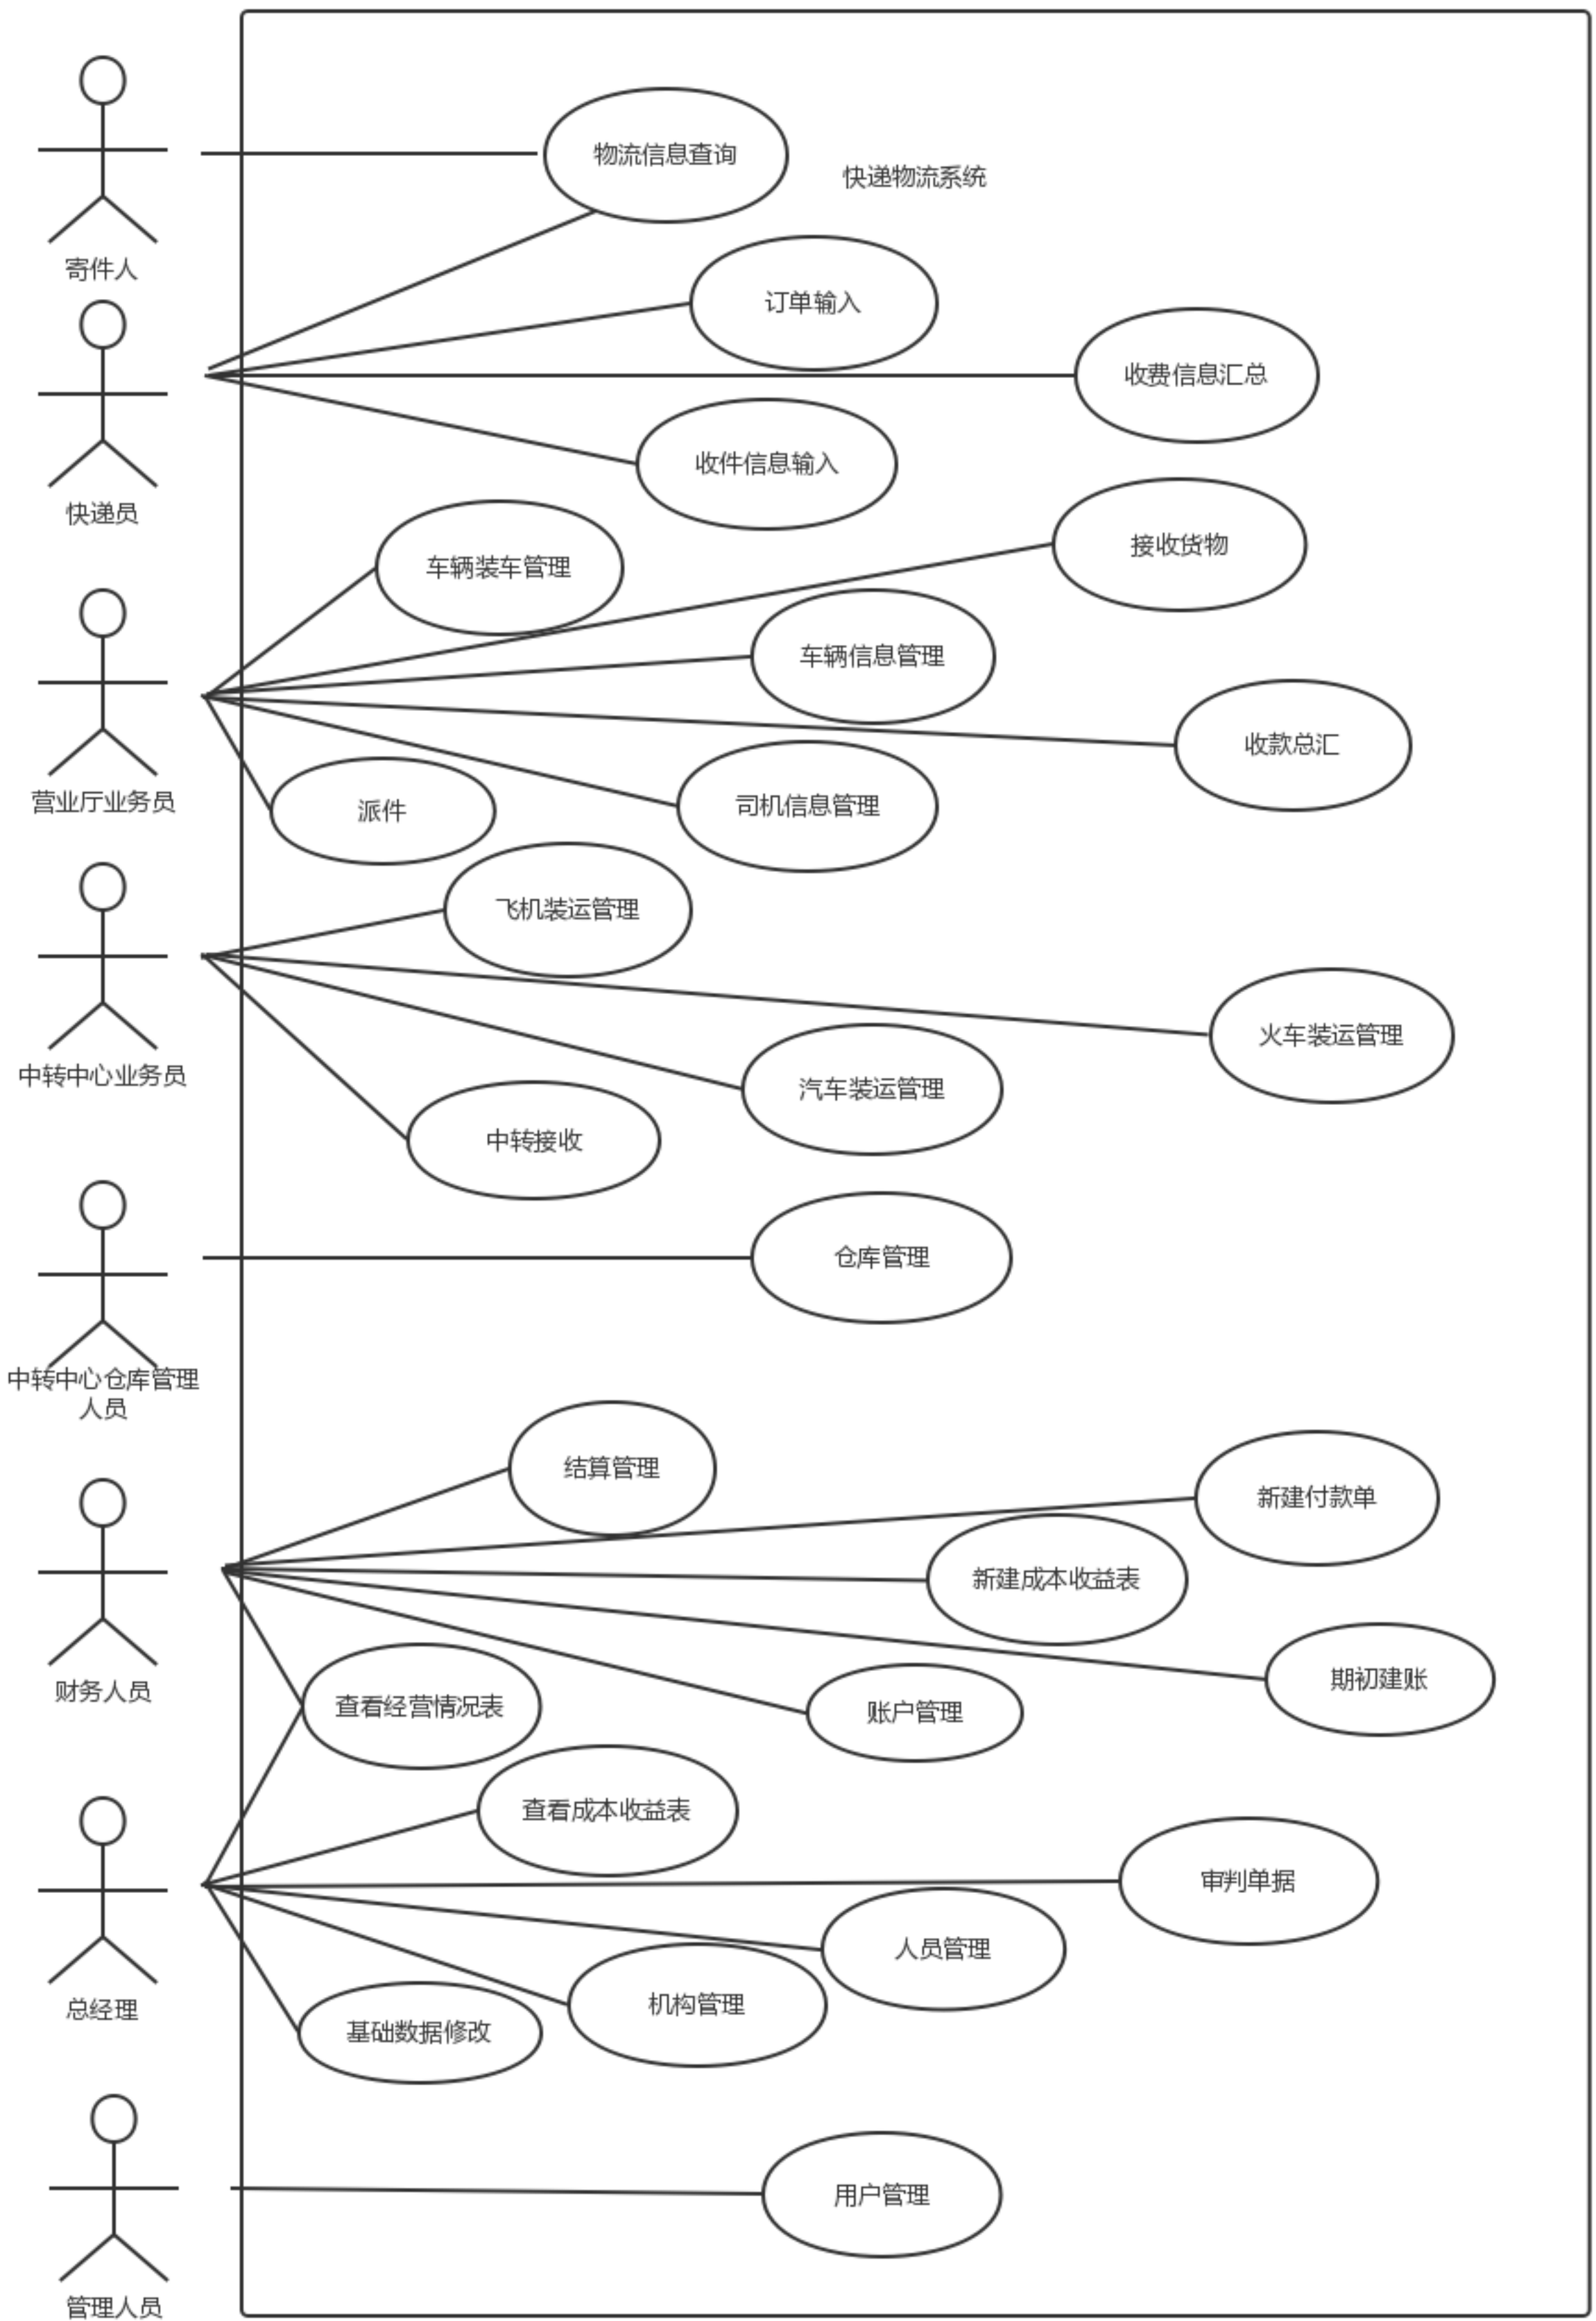 物流信息查询
快递物流系统
寄件人
订单输入
收费信息汇总
收件信息输入
快递员
接收货物
车辆装车管理
车辆信息管理
收款总汇
营业厅业务员
司机信息管理
派件
飞机装运管理
火车装运管理
中转中心业务员
汽车装运管理
中转接收
仓库管理
中转中心仓库管理
人员
结算管理
新建付款单
新建成本收益表
期初建账
财务人员
查看经营情况表
账户管理
查看成本收益表
审判单据
人员管理
机构管理
总经理
基础数据修改
用户管理
管理人员